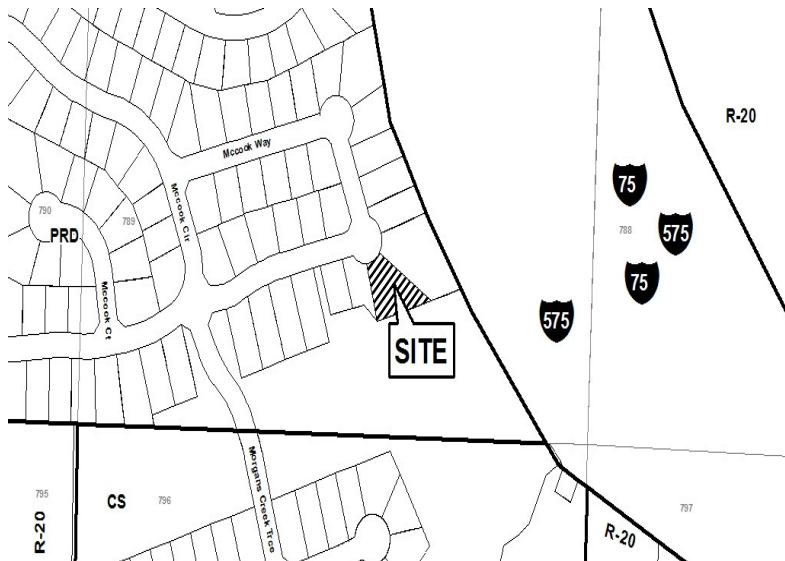 R-20
Mccook Way
75
Mccook Cir
790
789
PRD
788
575
75
Mccook Ct
575
SITE
Morgans Creek Trce
795
CS
796
797
R-20
R-20